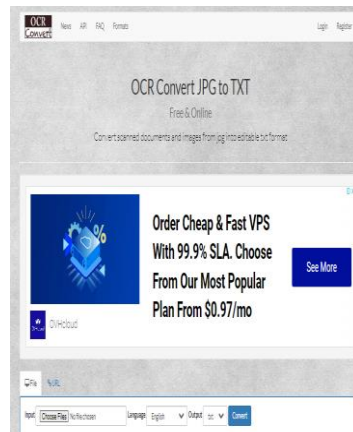 OCR
Convert
News API FAQ Formats
Login Register
OCR Convert JPG to TXT
Free & Online
Convert scanned documents and images from jpg into editable txt format
Order Cheap & Fast VPS
With 99.9% SLA. Choose
From Our Most Popular
Plan From $0.97/mo
See More
OVHcloud
File URL
Input Choose Files No file chosen Language English Output txt Convert